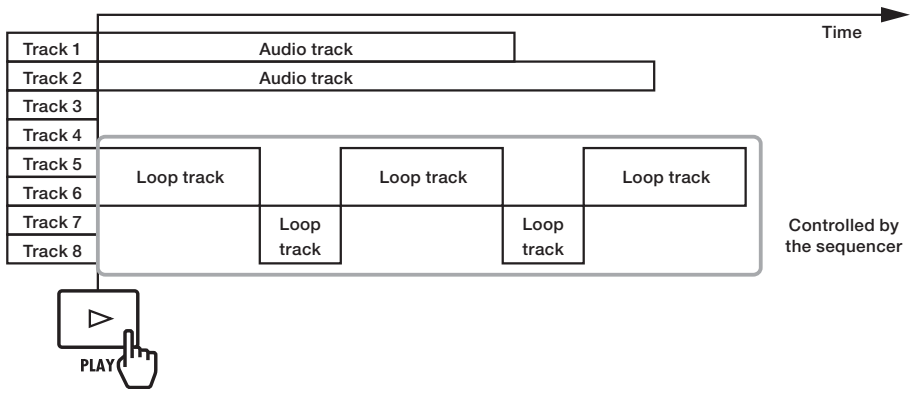 Time
Track 1 Audio track
Track 2 Audio track
Track 3
Track 4
Track 5
Loop track Loop track Loop track
Track 6
Track 7 Loop Loop
Track 8 track track
Controlled by
the sequencer
PLAY